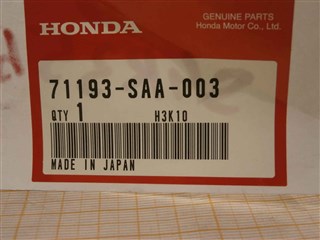 HONDA
GENUINE PARTS
Honda Motor Co., Ltd.
71193-SAA-003
QTY 1 H3K10
MADE IN JAPAN